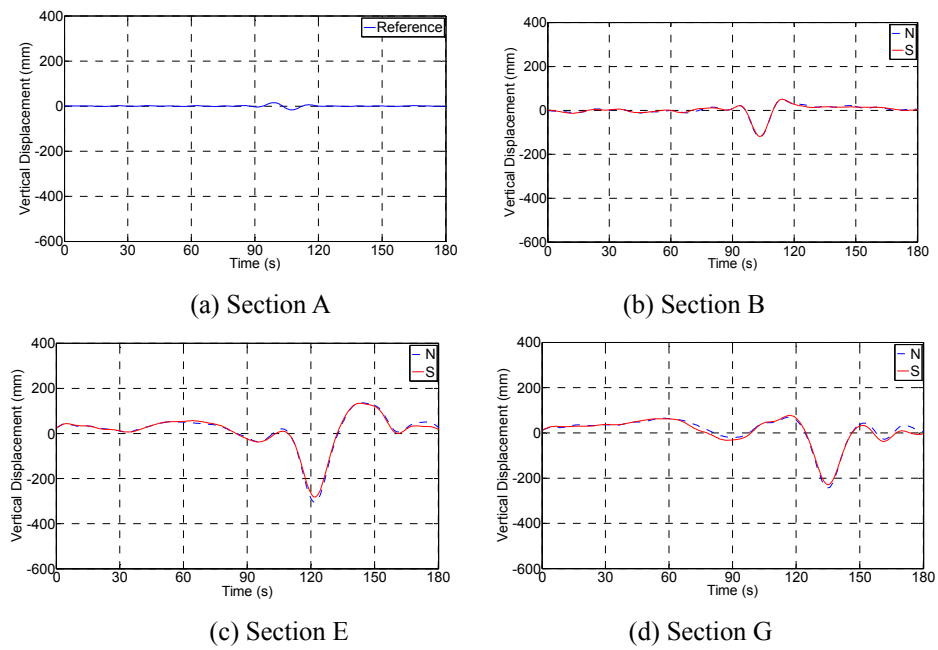 400
200
0
-200
-400
-600
Vertical Displacement (mm)
0 30 60 90 120 150 180
Time (s)
Reference
(a) Section A
400
200
0
-200
-400
-600
Vertical Displacement (mm)
0 30 60 90 120 150 180
Time (s)
N
S
(b) Section B
400
200
0
-200
-400
-600
Vertical Displacement (mm)
0 30 60 90 120 150 180
Time (s)
N
S
(c) Section E
400
200
0
-200
-400
-600
Vertical Displacement (mm)
0 30 60 90 120 150 180
Time (s)
N
S
(d) Section G